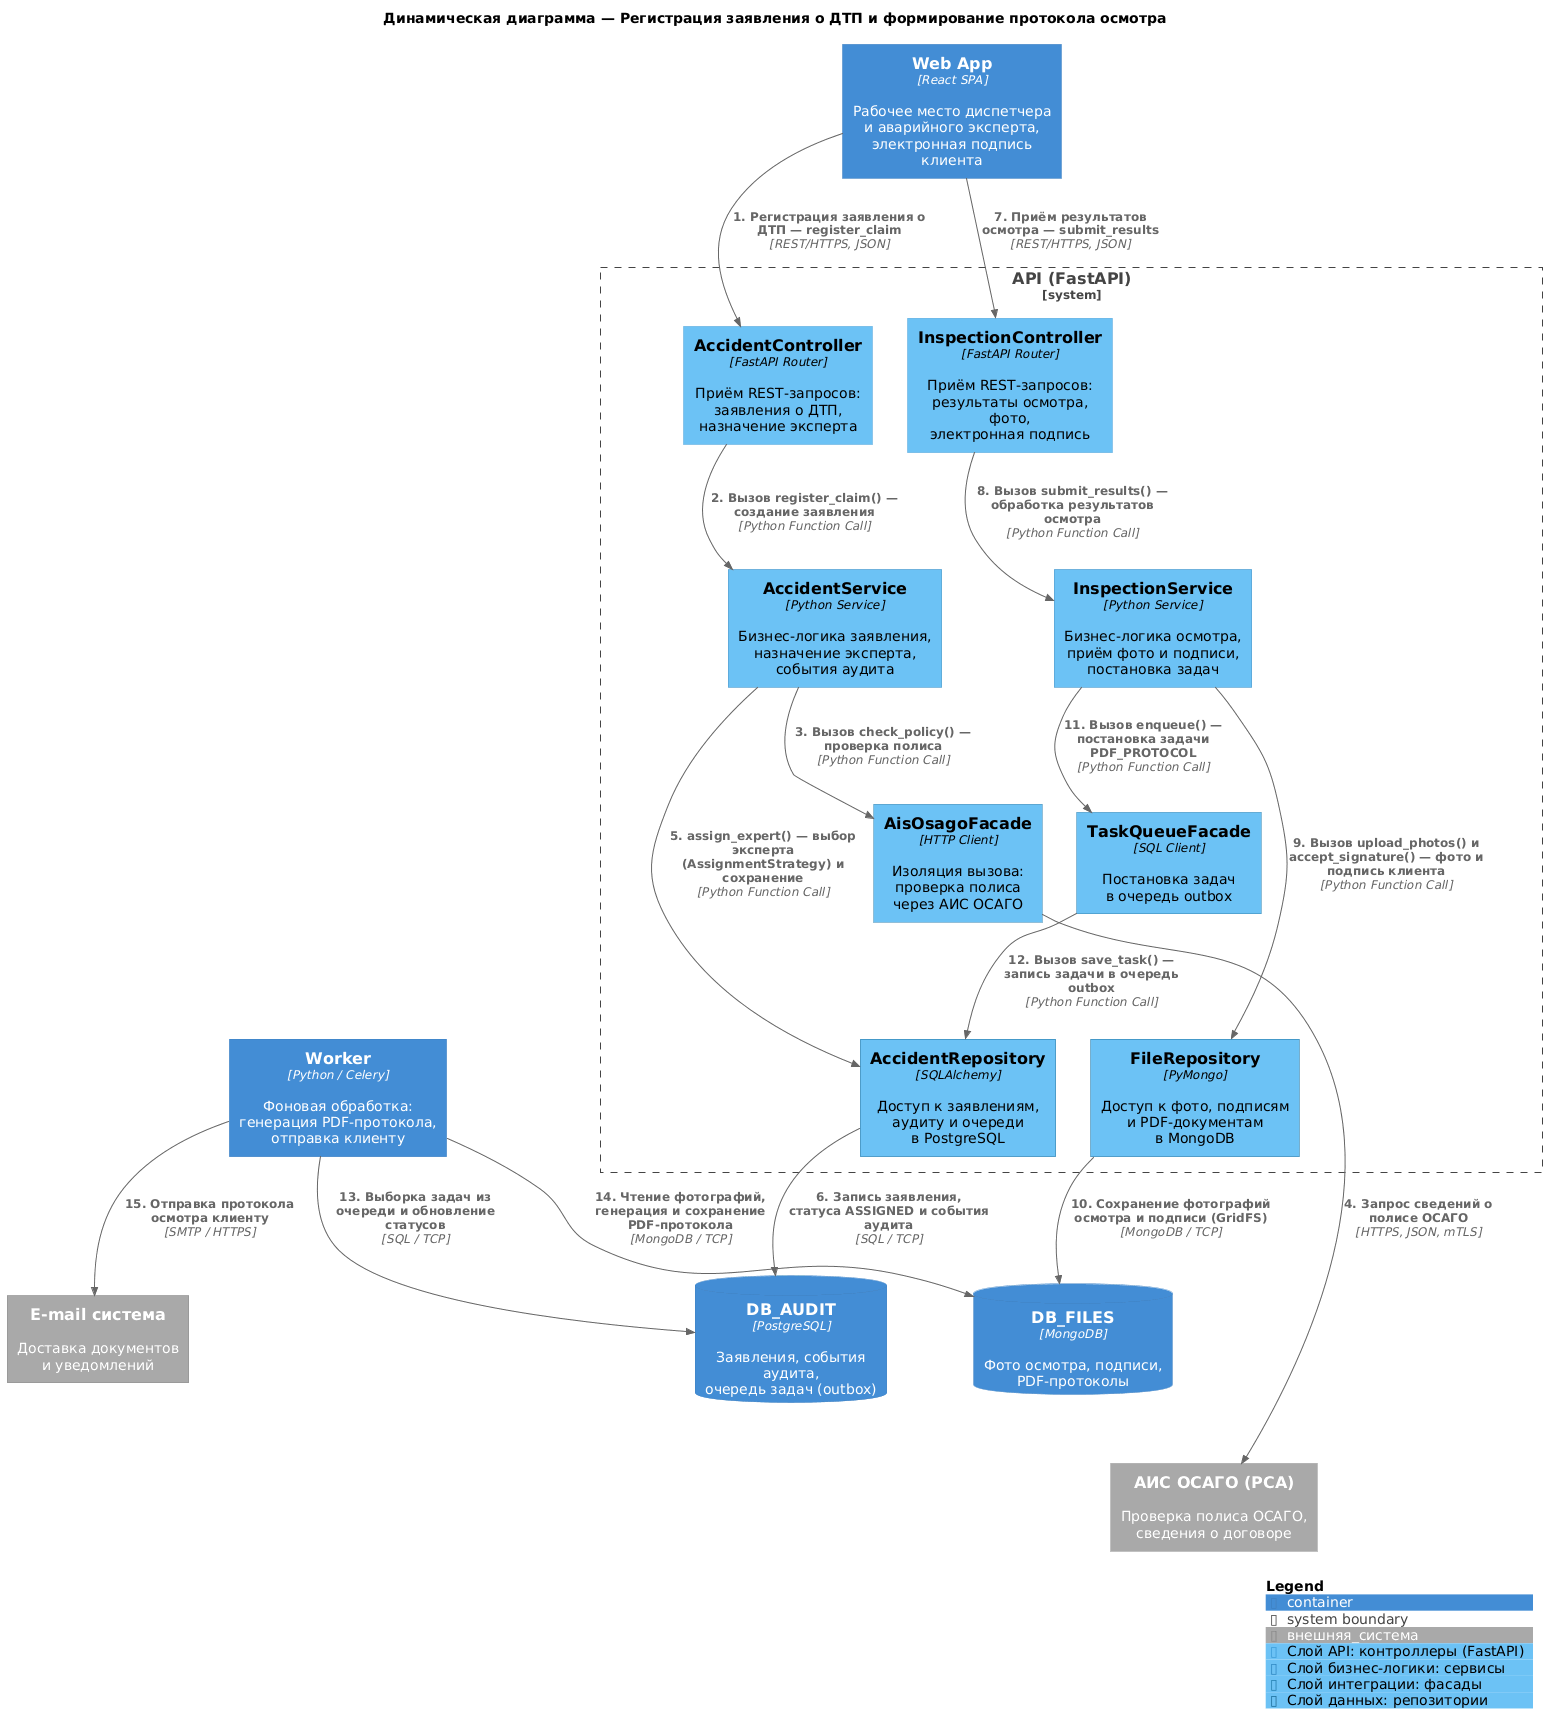 Динамическая диаграмма — Регистрация заявления о ДТП и формирование протокола осмотра
Web App
[React SPA]
Рабочее место диспетчера
и аварийного эксперта,
электронная подпись
клиента
1. Регистрация заявления о
ДТП — register_claim
[REST/HTTPS, JSON]
7. Приём результатов
осмотра — submit_results
[REST/HTTPS, JSON]
API (FastAPI)
[system]
AccidentController
[FastAPI Router]
Приём REST-запросов:
заявления о ДТП,
назначение эксперта
InspectionController
[FastAPI Router]
Приём REST-запросов:
результаты осмотра,
фото,
электронная подпись
2. Вызов register_claim() —
создание заявления
[Python Function Call]
8. Вызов submit_results() —
обработка результатов
осмотра
[Python Function Call]
AccidentService
[Python Service]
Бизнес-логика заявления,
назначение эксперта,
события аудита
InspectionService
[Python Service]
Бизнес-логика осмотра,
приём фото и подписи,
постановка задач
3. Вызов check_policy() —
проверка полиса
[Python Function Call]
11. Вызов enqueue() —
постановка задачи
PDF_PROTOCOL
[Python Function Call]
5. assign_expert() — выбор
эксперта
(AssignmentStrategy) и
сохранение
[Python Function Call]
AisOsagoFacade
[HTTP Client]
Изоляция вызова:
проверка полиса
через АИС ОСАГО
TaskQueueFacade
[SQL Client]
Постановка задач
в очередь outbox
9. Вызов upload_photos() и
accept_signature() — фото и
подпись клиента
[Python Function Call]
12. Вызов save_task() —
запись задачи в очередь
outbox
[Python Function Call]
Worker
[Python / Celery]
Фоновая обработка:
генерация PDF-протокола,
отправка клиенту
AccidentRepository
[SQLAlchemy]
Доступ к заявлениям,
аудиту и очереди
в PostgreSQL
FileRepository
[PyMongo]
Доступ к фото, подписям
и PDF-документам
в MongoDB
15. Отправка протокола
осмотра клиенту
[SMTP / HTTPS]
13. Выборка задач из
очереди и обновление
статусов
[SQL / TCP]
14. Чтение фотографий,
генерация и сохранение
PDF-протокола
[MongoDB / TCP]
6. Запись заявления,
статуса ASSIGNED и события
аудита
[SQL / TCP]
10. Сохранение фотографий
осмотра и подписи (GridFS)
[MongoDB / TCP]
4. Запрос сведений о
полисе ОСАГО
[HTTPS, JSON, mTLS]
E-mail система
Доставка документов
и уведомлений
DB_AUDIT
[PostgreSQL]
Заявления, события
аудита,
очередь задач (outbox)
DB_FILES
[MongoDB]
Фото осмотра, подписи,
PDF-протоколы
АИС ОСАГО (РСА)
Проверка полиса ОСАГО,
сведения о договоре
Legend
container
system boundary
внешняя_система
Слой API: контроллеры (FastAPI)
Слой бизнес-логики: сервисы
Слой интеграции: фасады
Слой данных: репозитории